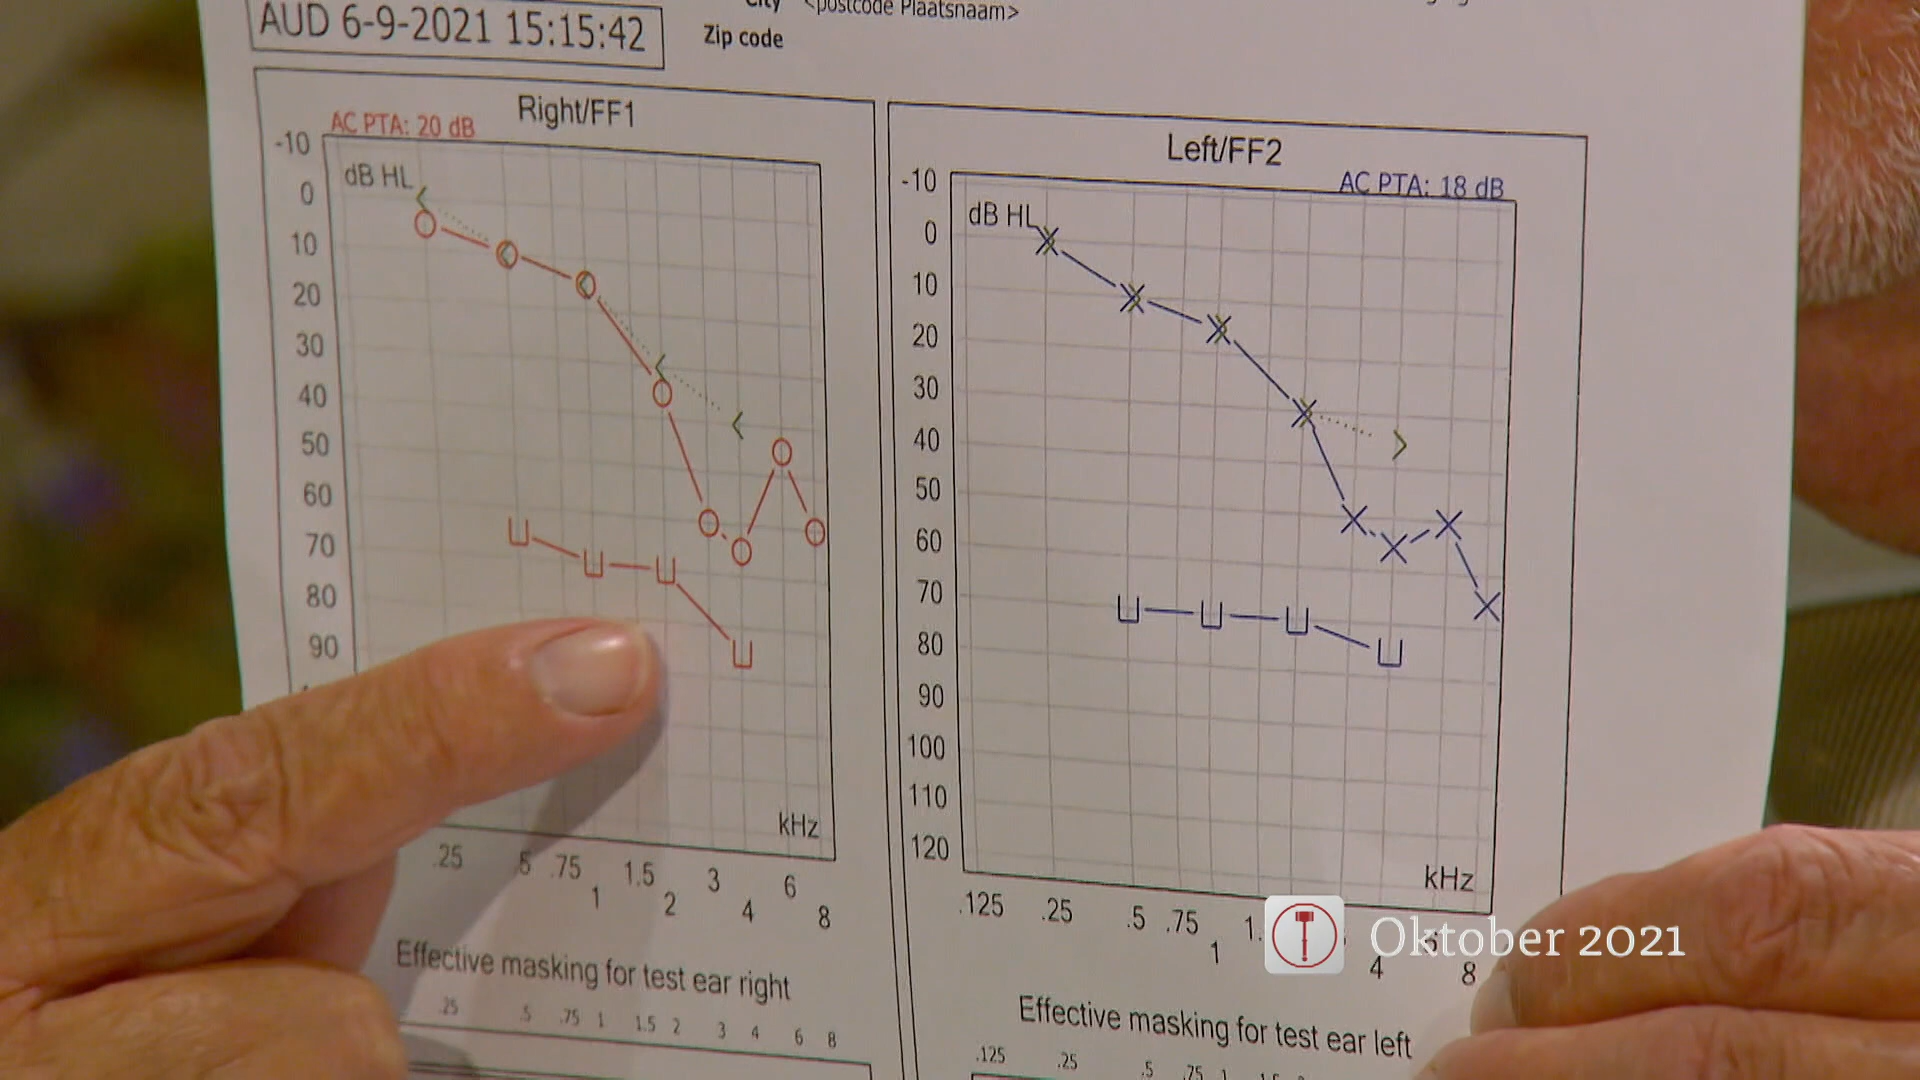 City <postcode Plaatsnaam>
AUD 6-9-2021 15:15:42
Zip code
Right/FF1
AC PTA: 20 dB
dB HL
-10
0
10
20
30
40
50
60
70
80
90
kHz
.25 .5 .75 1 1.5 2 3 4 6 8
Effective masking for test ear right
.25 .5 .75 1 1.5 2 3 4 6 8
Left/FF2
AC PTA: 18 dB
dB HL
-10
0
10
20
30
40
50
60
70
80
90
100
110
120
kHz
.125 .25 .5 .75 1 1. 4 8
Effective masking for test ear left
.125 .25 .5 .75 1
Oktober 2021